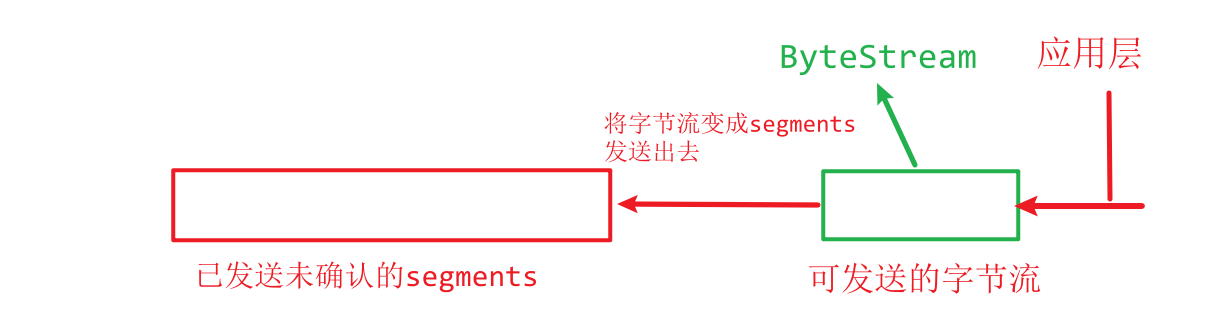 ByteStream
应用层
将字节流变成segments
发送出去
已发送未确认的segments
可发送的字节流